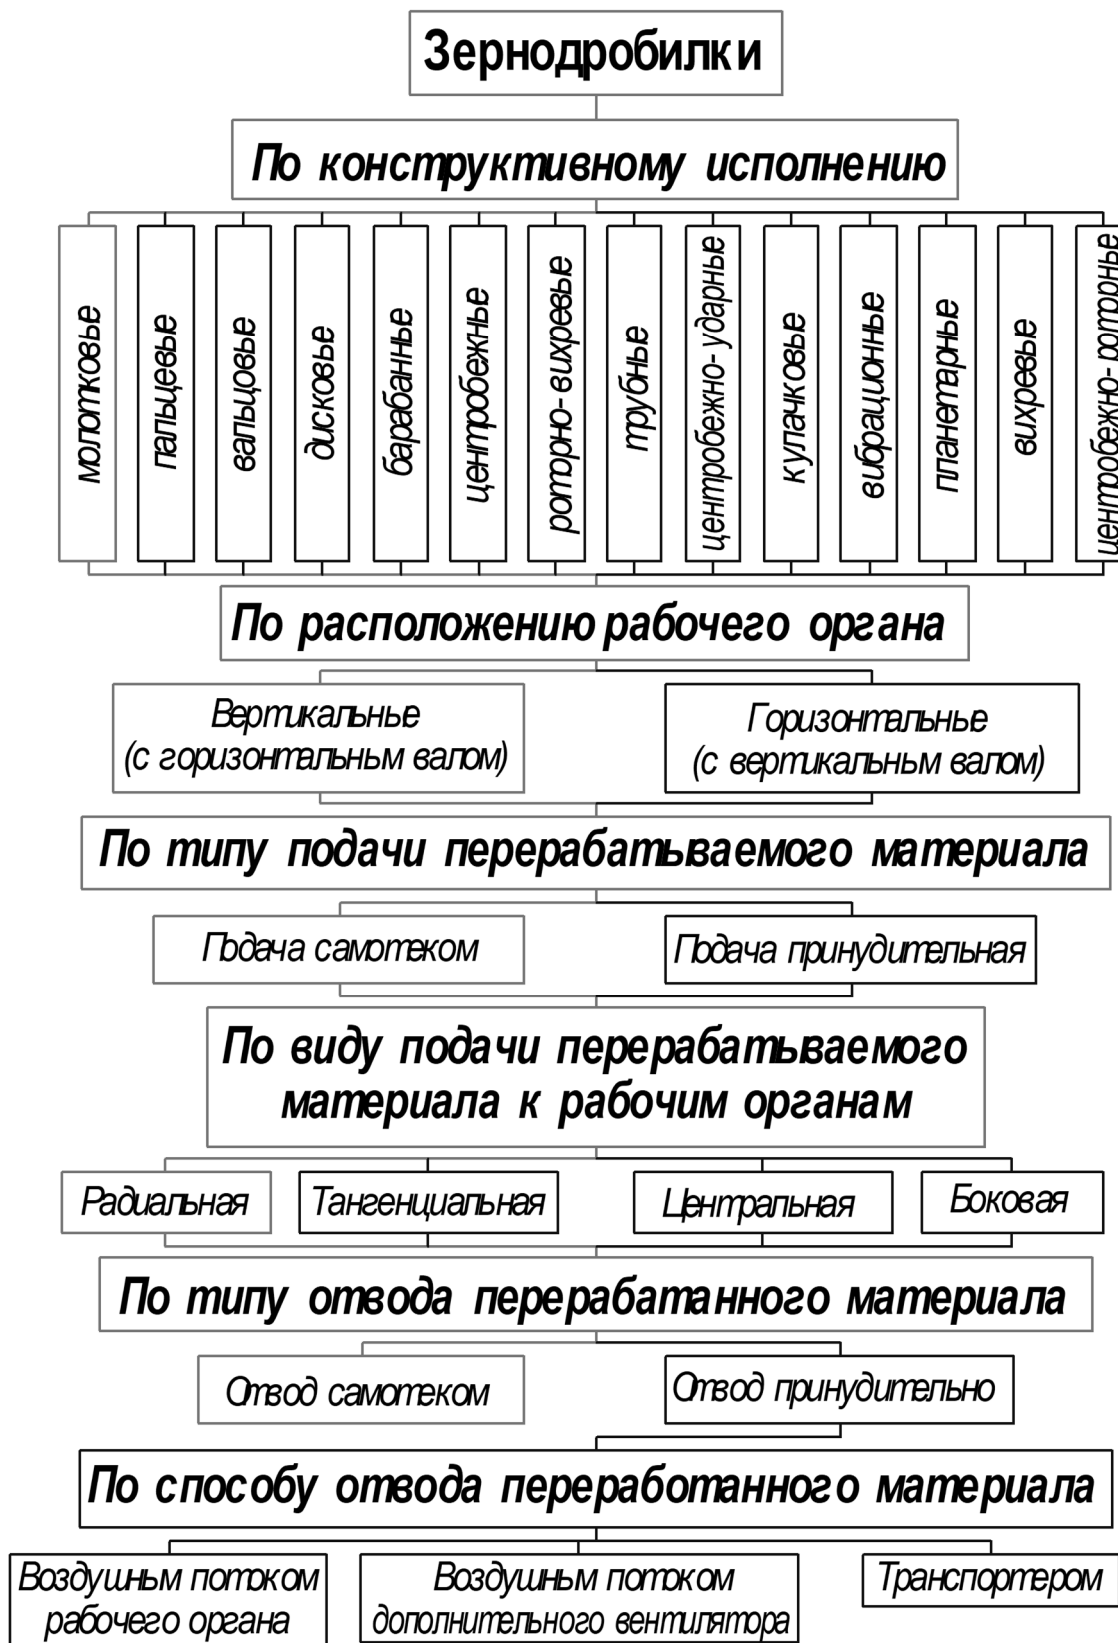 Зернодробилки
По конструктивному исполнению
молотковые
пальцевые
вальцовые
дисковые
барабанные
центробежные
роторно-вихревые
трубные
центробежно-ударные
кулачковые
вибрационные
планетарные
вихревые
центробежно-роторные
По расположению рабочего органа
Вертикальные
(с горизонтальным валом)
Горизонтальные
(с вертикальным валом)
По типу подачи перерабатываемого материала
Подача самотеком
Подача принудительная
По виду подачи перерабатываемого
материала к рабочим органам
Радиальная
Тангенциальная
Центральная
Боковая
По типу отвода перерабатанного материала
Отвод самотеком
Отвод принудительно
По способу отвода переработанного материала
Воздушным потоком
рабочего органа
Воздушным потоком
дополнительного вентилятора
Транспортером